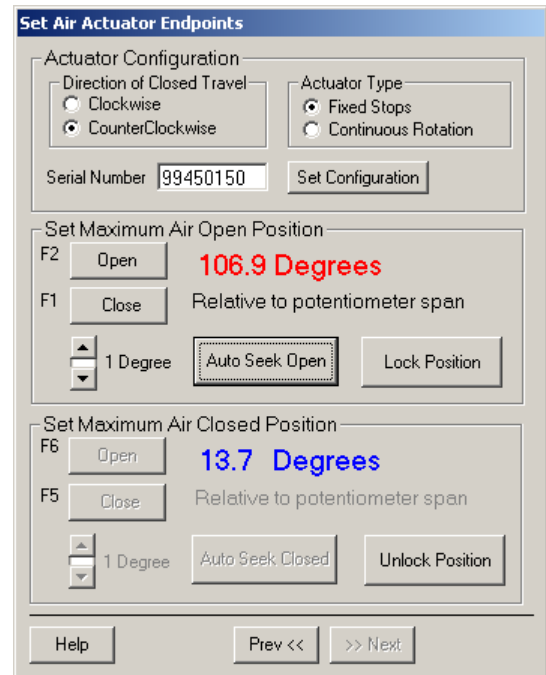 Set Air Actuator Endpoints
Actuator Configuration
Direction of Closed Travel
Clockwise
CounterClockwise
Actuator Type
Fixed Stops
Continuous Rotation
Serial Number 99450150 Set Configuration
Set Maximum Air Open Position
F2 Open 106.9 Degrees
F1 Close Relative to potentiometer span
1 Degree Auto Seek Open Lock Position
Set Maximum Air Closed Position
F6 Open 13.7 Degrees
F5 Close Relative to potentiometer span
1 Degree Auto Seek Closed Unlock Position
Help Prev << >> Next